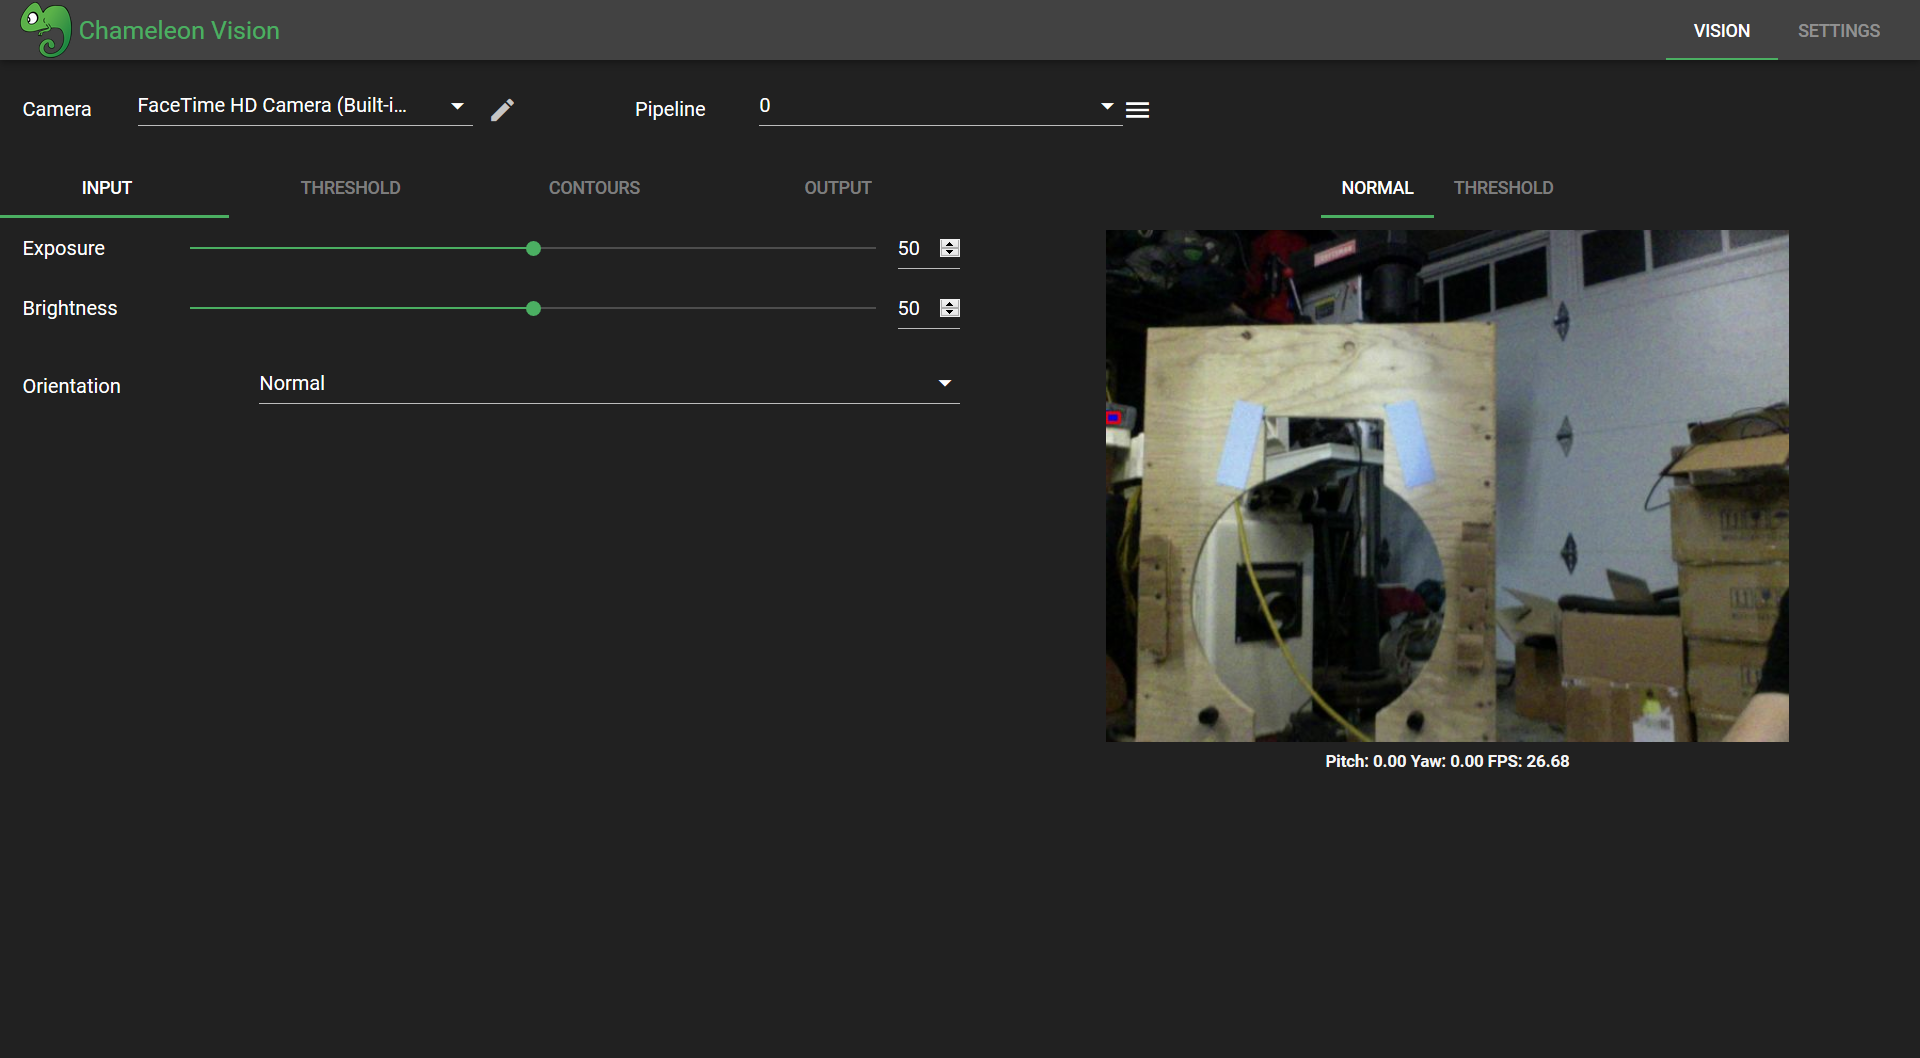 Chameleon Vision
VISION SETTINGS
Camera FaceTime HD Camera (Built-i... Pipeline 0
INPUT THRESHOLD CONTOURS OUTPUT NORMAL THRESHOLD
Exposure 50
Brightness 50
Orientation Normal
Pitch: 0.00 Yaw: 0.00 FPS: 26.68